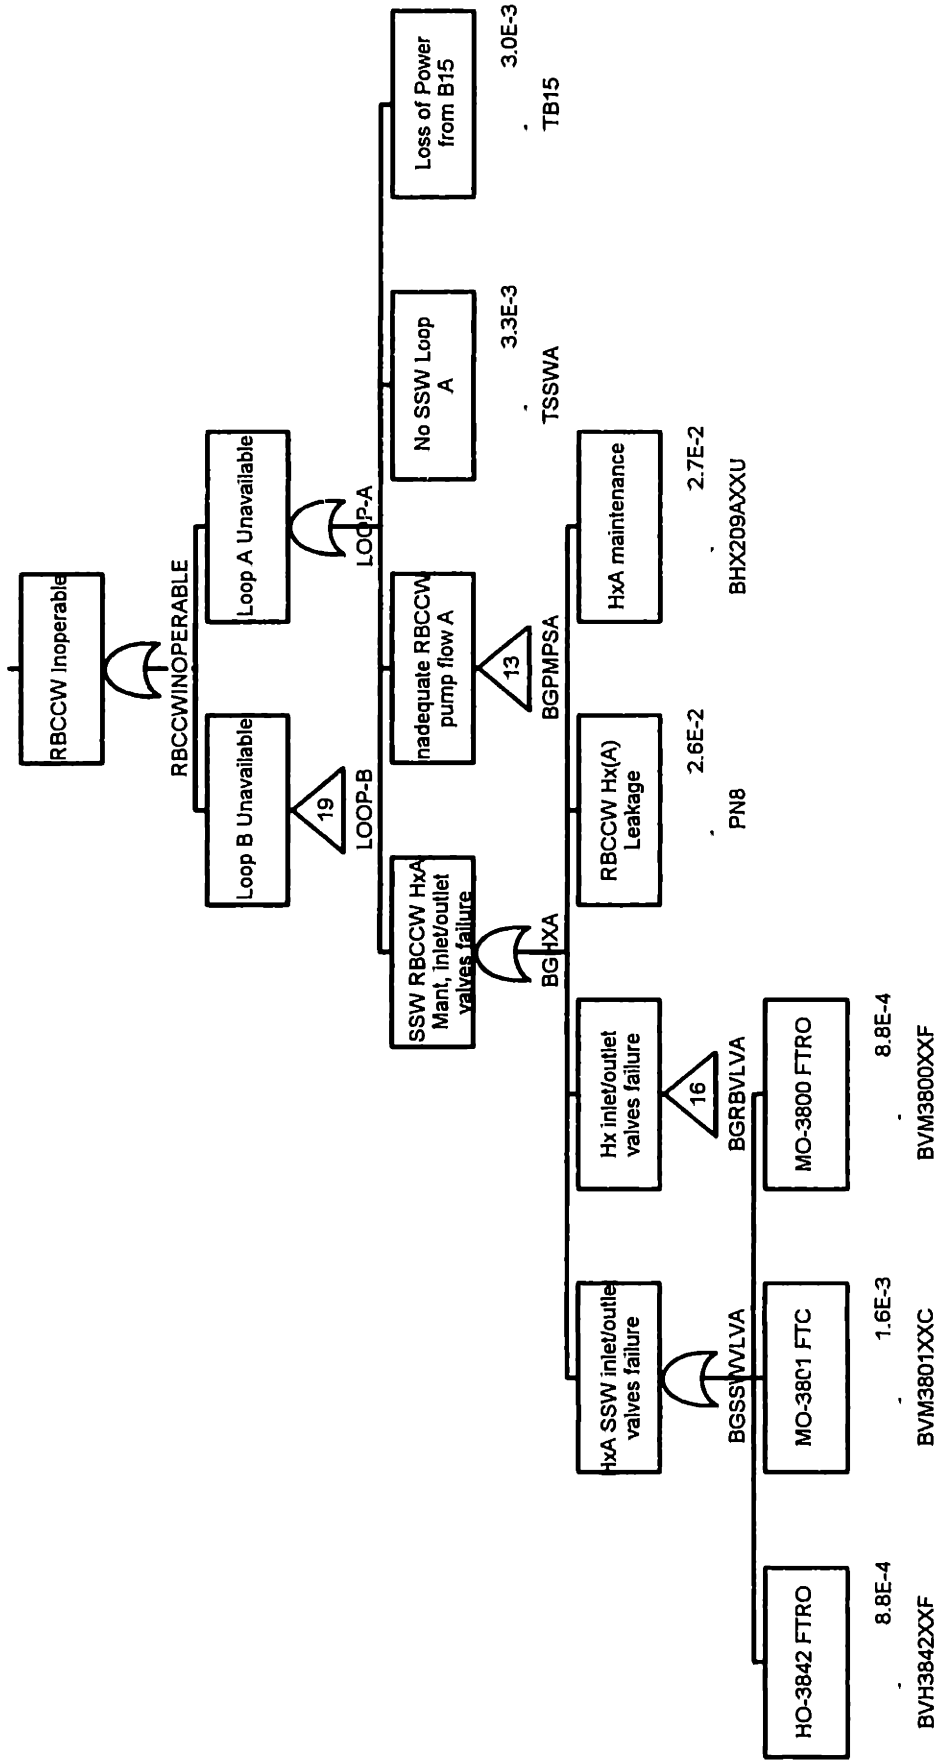 RBCCW Inoperable
RBCCWINOPERABLE
Loop B Unavailable
19
LOOP-B
Loop A Unavailable
LOOP-A
SSW RBCCW HxA
Mant, inlet/outlet
valves failure
BGHXA
nadequate RBCCW
pump flow A
13
BGPMPSA
No SSW Loop
A
3.3E-3
TSSWA
Loss of Power
from B15
3.0E-3
TB15
HxA SSW inlet/outle
valves failure
BGSSWVLVA
Hx inlet/outlet
valves failure
16
BGRBVLVA
RBCCW Hx(A)
Leakage
2.6E-2
PN8
HxA maintenance
2.7E-2
BHX209AXXU
HO-3842 FTRO
8.8E-4
BVH3842XXF
MO-3801 FTC
1.6E-3
BVM3801XXC
MO-3800 FTRO
8.8E-4
BVM3800XXF